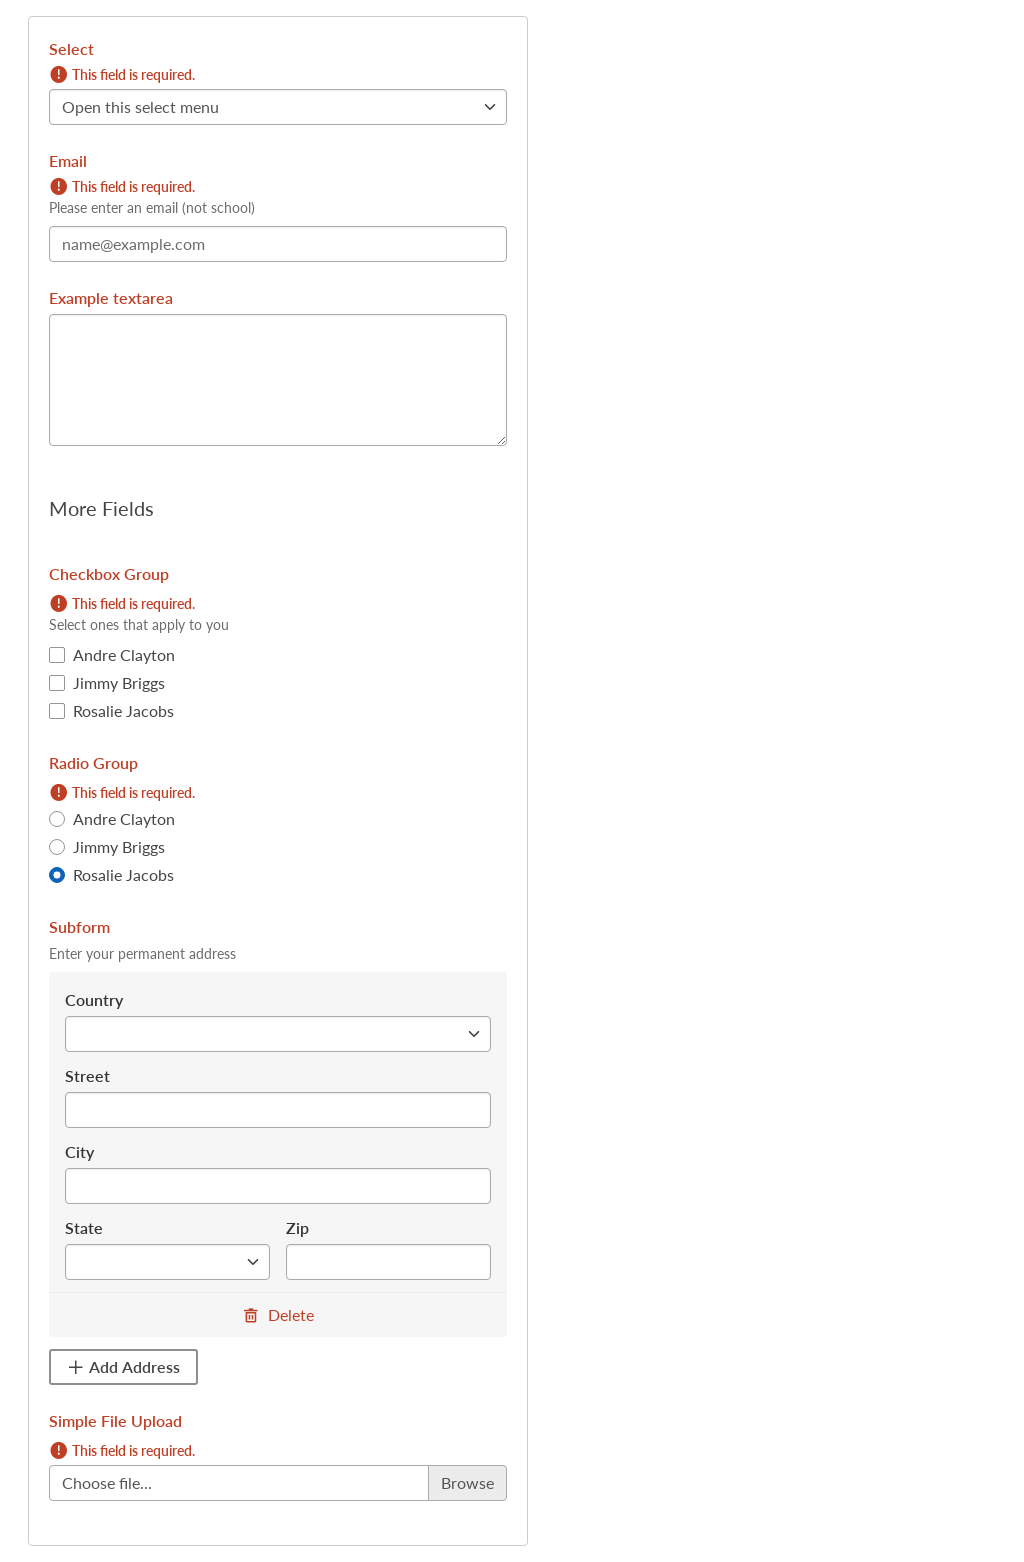 Select
This field is required.
Open this select menu
Email
This field is required.
Please enter an email (not school)
name@example.com
Example textarea
More Fields
Checkbox Group
This field is required.
Select ones that apply to you
Andre Clayton
Jimmy Briggs
Rosalie Jacobs
Radio Group
This field is required.
Andre Clayton
Jimmy Briggs
Rosalie Jacobs
Subform
Enter your permanent address
Country
Street
City
State Zip
Delete
Add Address
Simple File Upload
This field is required.
Choose file... Browse